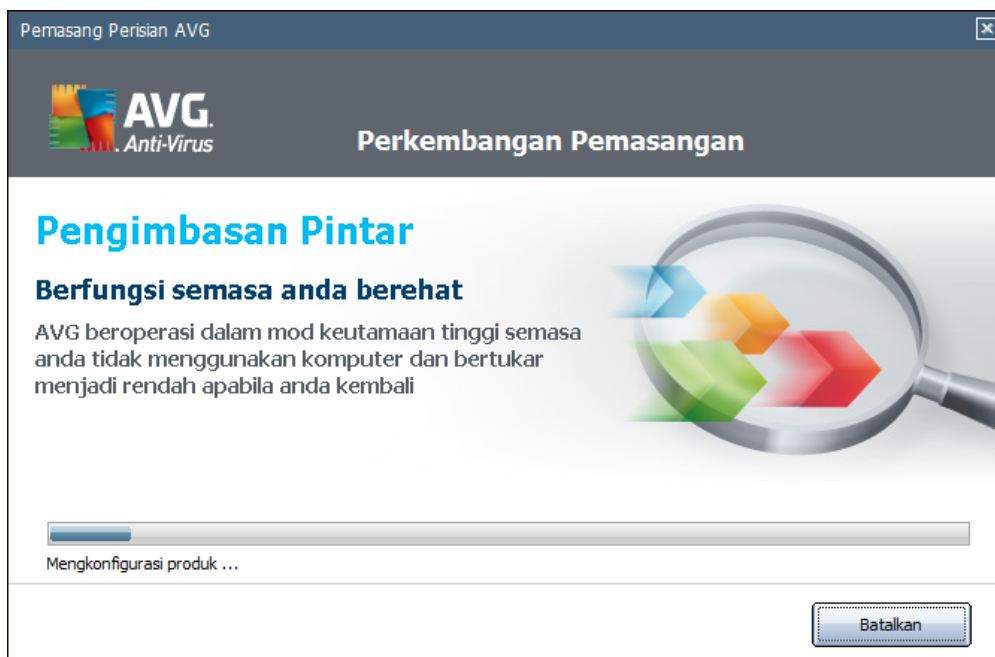 Pemasang Perisian AVG
AVG.
Anti-Virus
Perkembangan Pemasangan
Pengimbasan Pintar
Berfungsi semasa anda berehat
AVG beroperasi dalam mod keutamaan tinggi semasa
anda tidak menggunakan komputer dan bertukar
menjadi rendah apabila anda kembali
Mengkonfigurasi produk ...
Batalkan